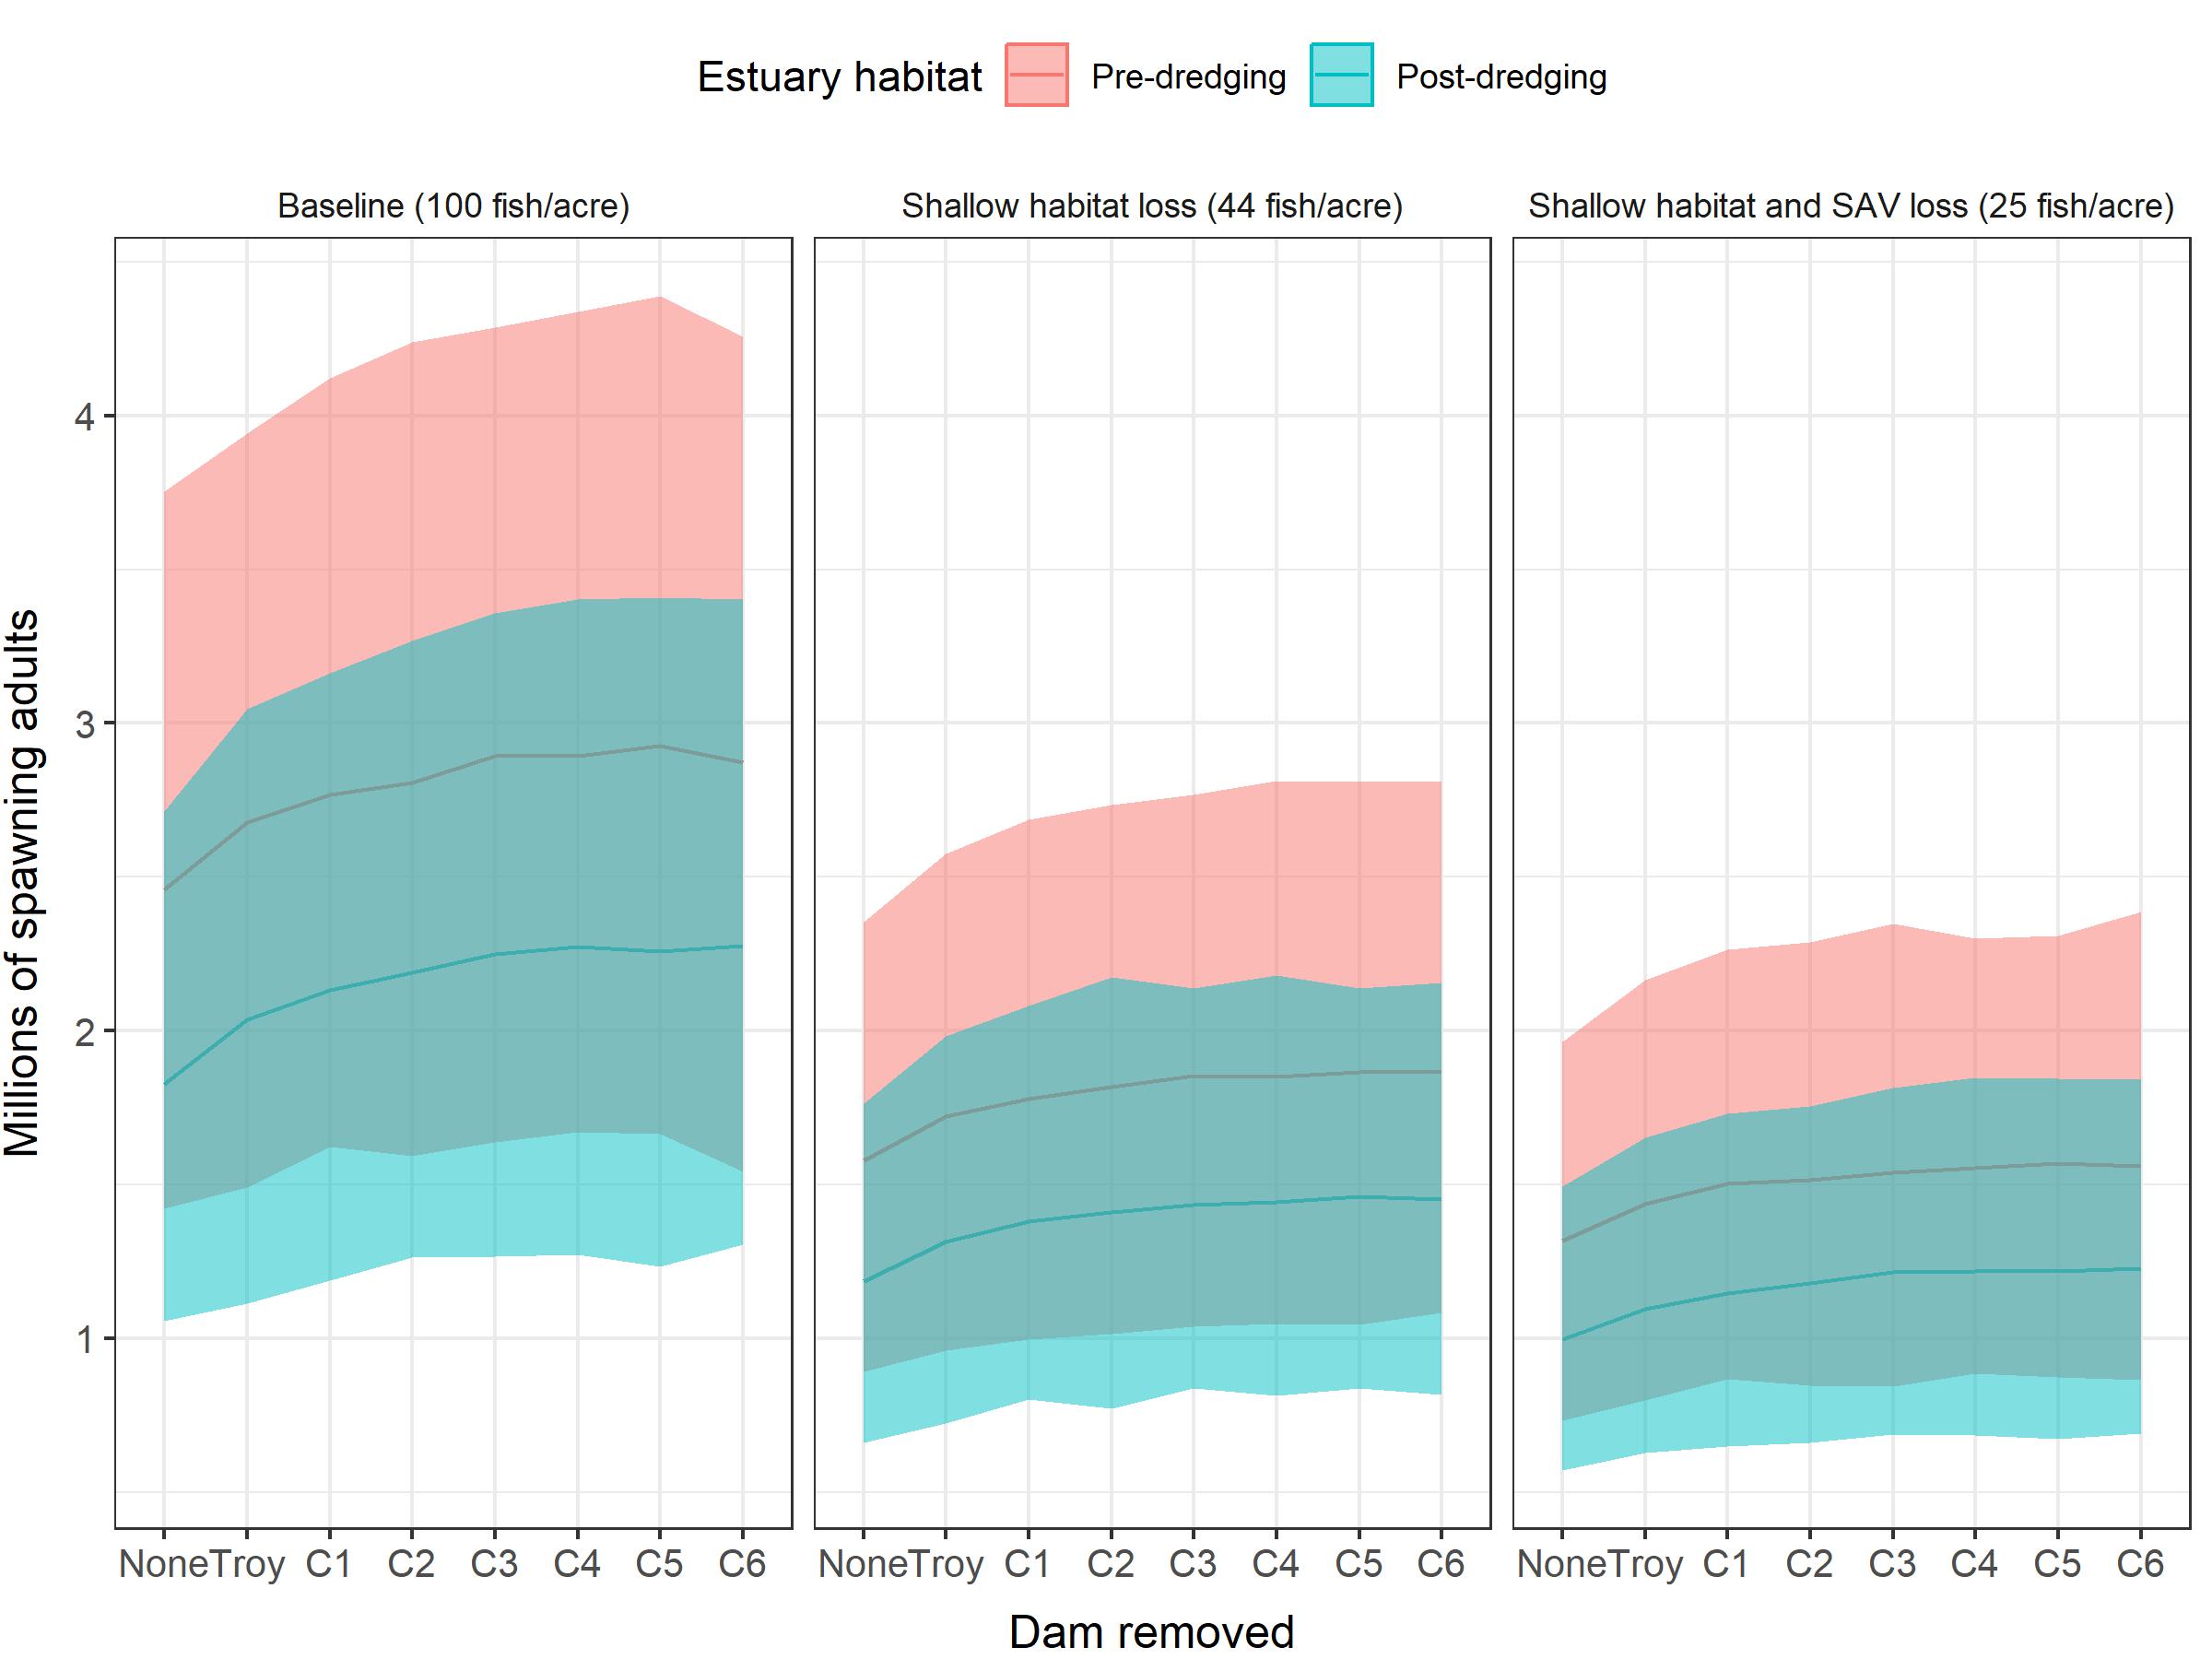 Estuary habitat Pre-dredging Post-dredging
Baseline (100 fish/acre) Shallow habitat loss (44 fish/acre) Shallow habitat and SAV loss (25 fish/acre)
Millions of spawning adults
4
3
2
1
None Troy C1 C2 C3 C4 C5 C6 None Troy C1 C2 C3 C4 C5 C6 None Troy C1 C2 C3 C4 C5 C6
Dam removed